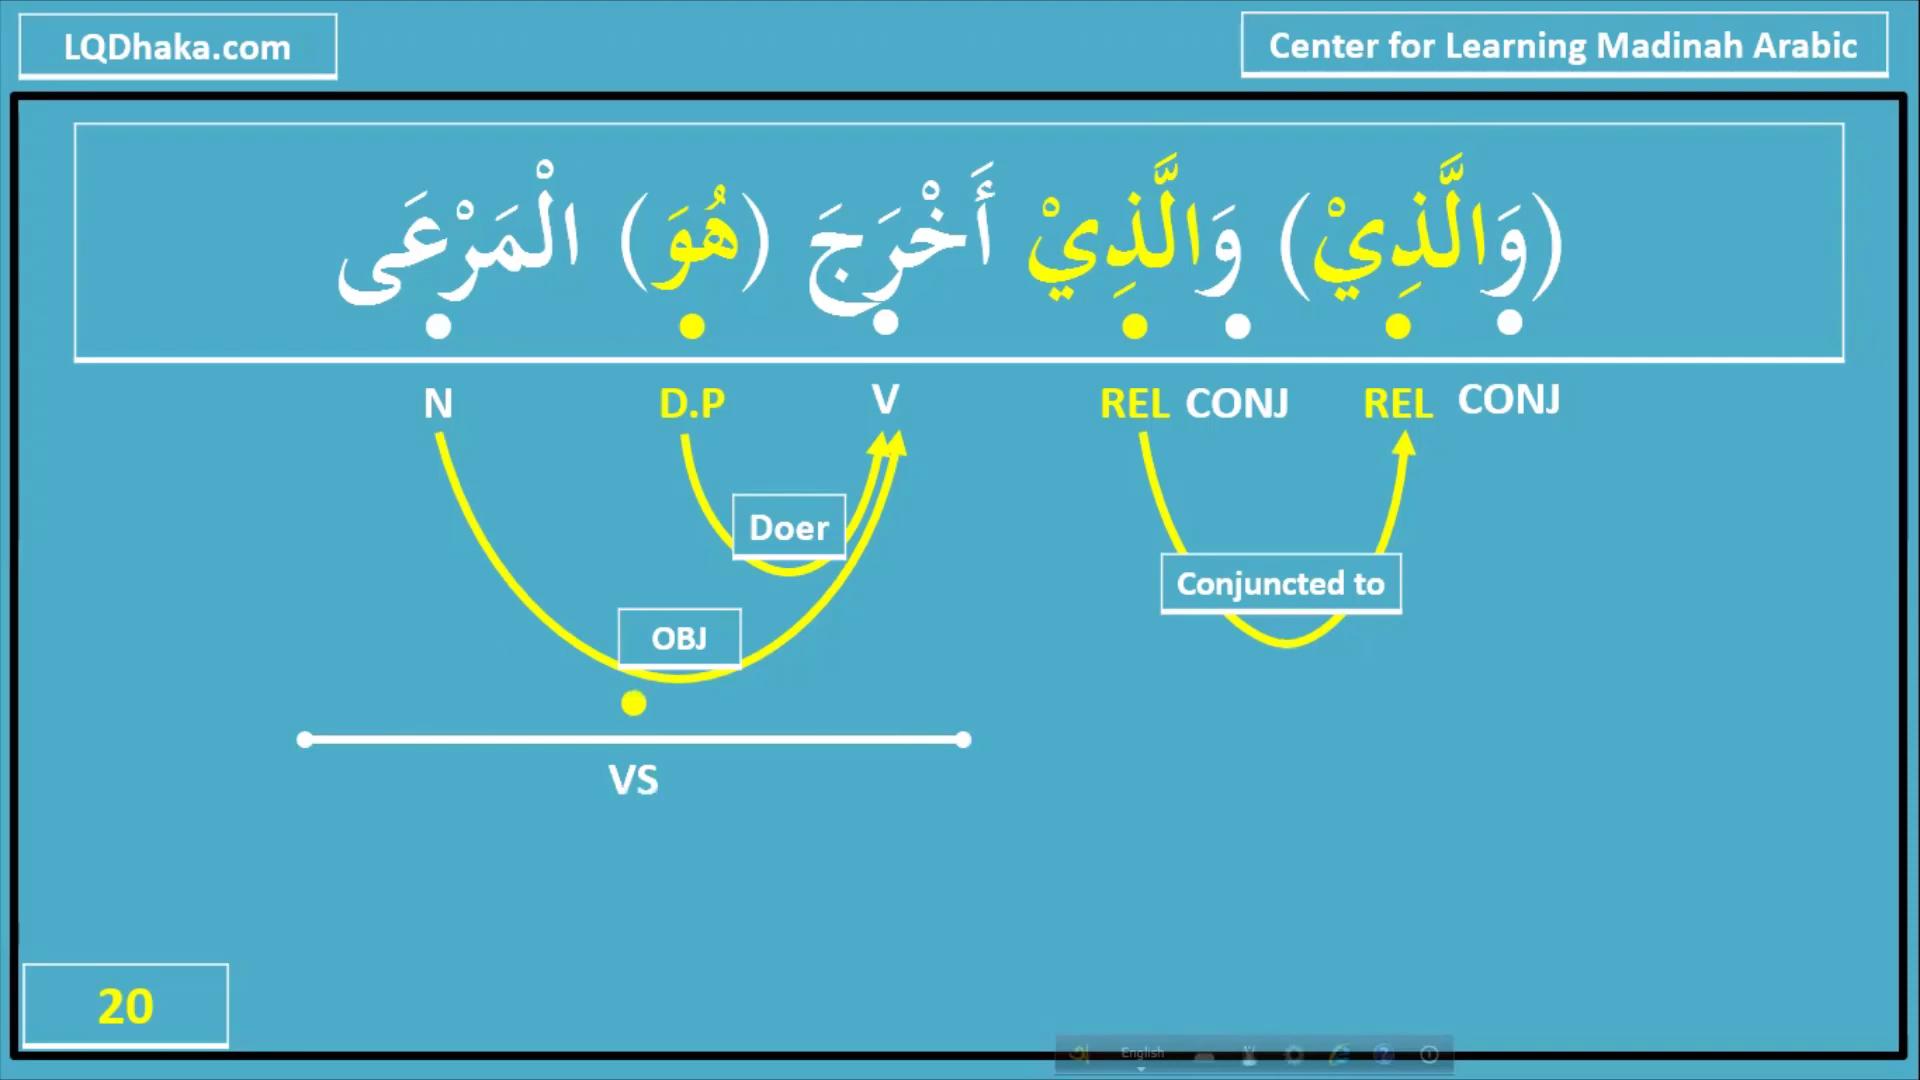 LQDhaka.com
Center for Learning Madinah Arabic
(وَالَّذِيْ) وَالَّذِيْ أَخْرَجَ (هُوَ) الْمَرْعَى
N D.P V REL CONJ REL CONJ
Doer
Conjuncted to
OBJ
VS
20
English